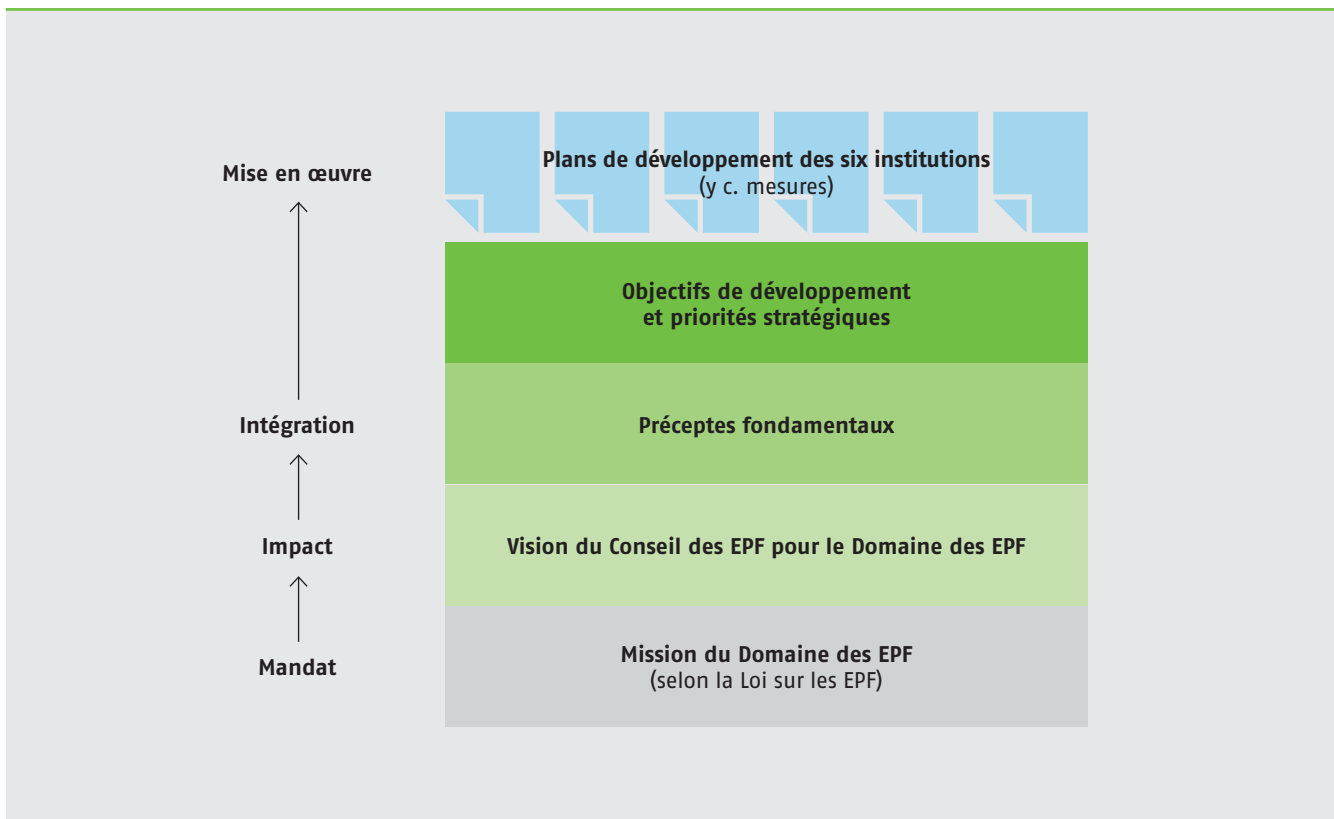 Mise en œuvre
Plans de développement des six institutions
(y c. mesures)
Objectifs de développement
et priorités stratégiques
Intégration
Préceptes fondamentaux
Impact
Vision du Conseil des EPF pour le Domaine des EPF
Mandat
Mission du Domaine des EPF
(selon la Loi sur les EPF)